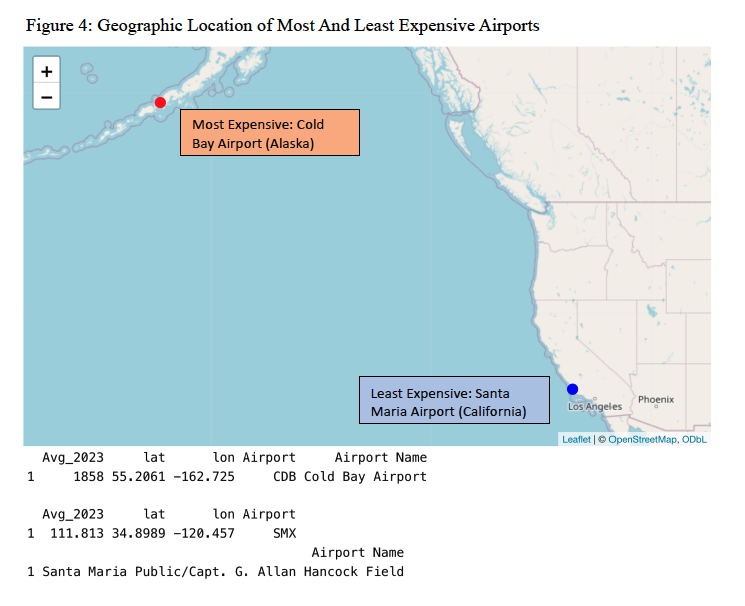 Figure 4: Geographic Location of Most And Least Expensive Airports
+
−
Most Expensive: Cold
Bay Airport (Alaska)
Least Expensive: Santa
Maria Airport (California)
Los Angeles
Phoenix
Leaflet | © OpenStreetMap, ODbL
Avg_2023 lat lon Airport Airport Name
1 1858 55.2061 -162.725 CDB Cold Bay Airport
Avg_2023 lat lon Airport
1 111.813 34.8989 -120.457 SMX
Airport Name
1 Santa Maria Public/Capt. G. Allan Hancock Field